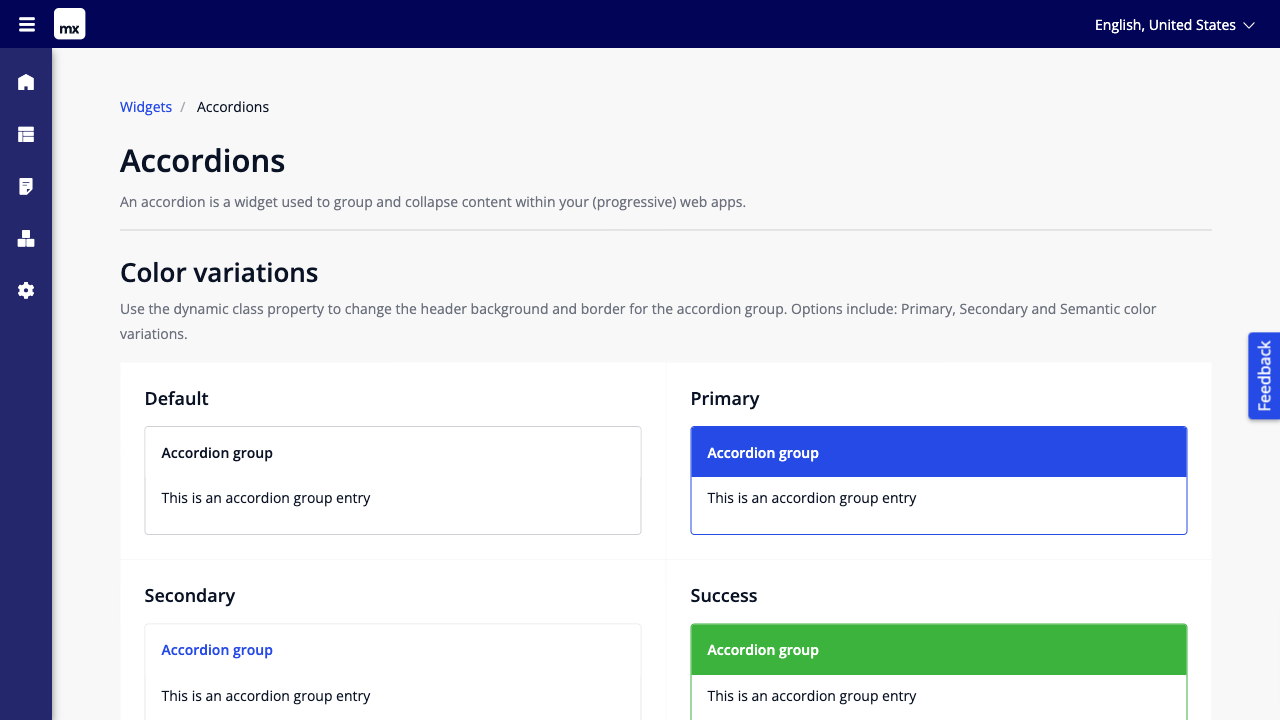 mx
English, United States
Widgets / Accordions
Accordions
An accordion is a widget used to group and collapse content within your (progressive) web apps.
Color variations
Use the dynamic class property to change the header background and border for the accordion group. Options include: Primary, Secondary and Semantic color
variations.
Feedback
Default
Accordion group
This is an accordion group entry
Primary
Accordion group
This is an accordion group entry
Secondary
Accordion group
This is an accordion group entry
Success
Accordion group
This is an accordion group entry